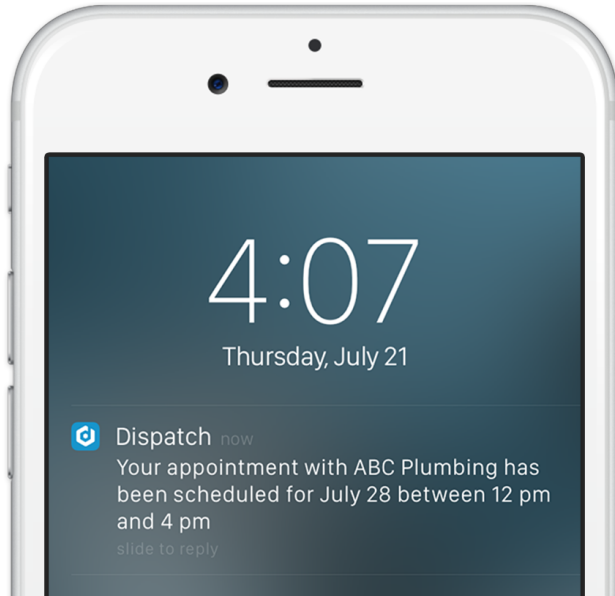 4:07
Thursday, July 21
Dispatch now
Your appointment with ABC Plumbing has
been scheduled for July 28 between 12 pm
and 4 pm
slide to reply